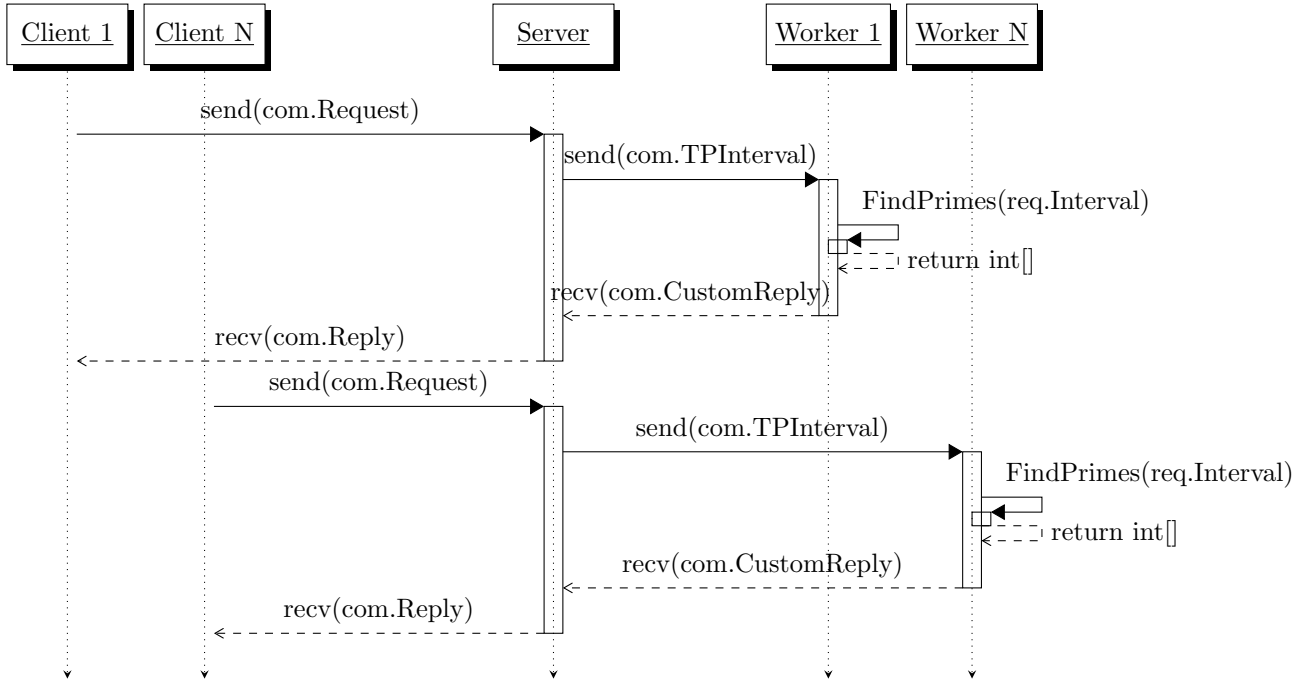 Client 1
Client N
Server
Worker 1
Worker N
send(com.Request)
send(com.TPInterval)
FindPrimes(req.Interval)
return int[]
recv(com.CustomReply)
recv(com.Reply)
send(com.Request)
send(com.TPInterval)
FindPrimes(req.Interval)
return int[]
recv(com.CustomReply)
recv(com.Reply)